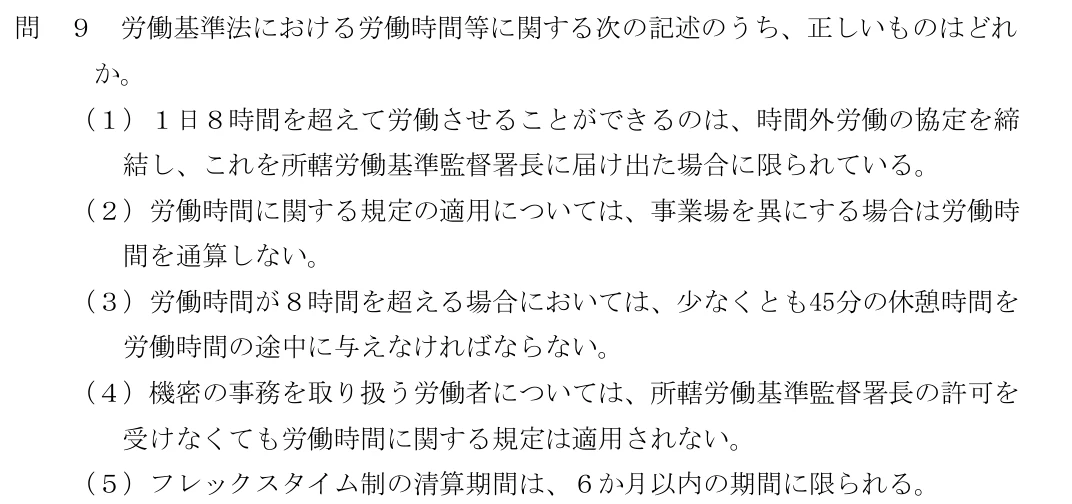 問　９　労働基準法における労働時間等に関する次の記述のうち、正しいものはどれ
か。
（１）１日８時間を超えて労働させることができるのは、時間外労働の協定を締
結し、これを所轄労働基準監督署長に届け出た場合に限られている。
（２）労働時間に関する規定の適用については、事業場を異にする場合は労働時
間を通算しない。
（３）労働時間が８時間を超える場合においては、少なくとも45分の休憩時間を
労働時間の途中に与えなければならない。
（４）機密の事務を取り扱う労働者については、所轄労働基準監督署長の許可を
受けなくても労働時間に関する規定は適用されない。
（５）フレックスタイム制の清算期間は、６か月以内の期間に限られる。